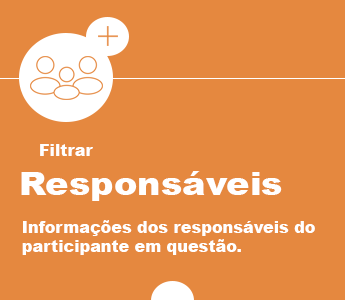 Filtrar
Responsáveis
Informações dos responsáveis do
participante em questão.